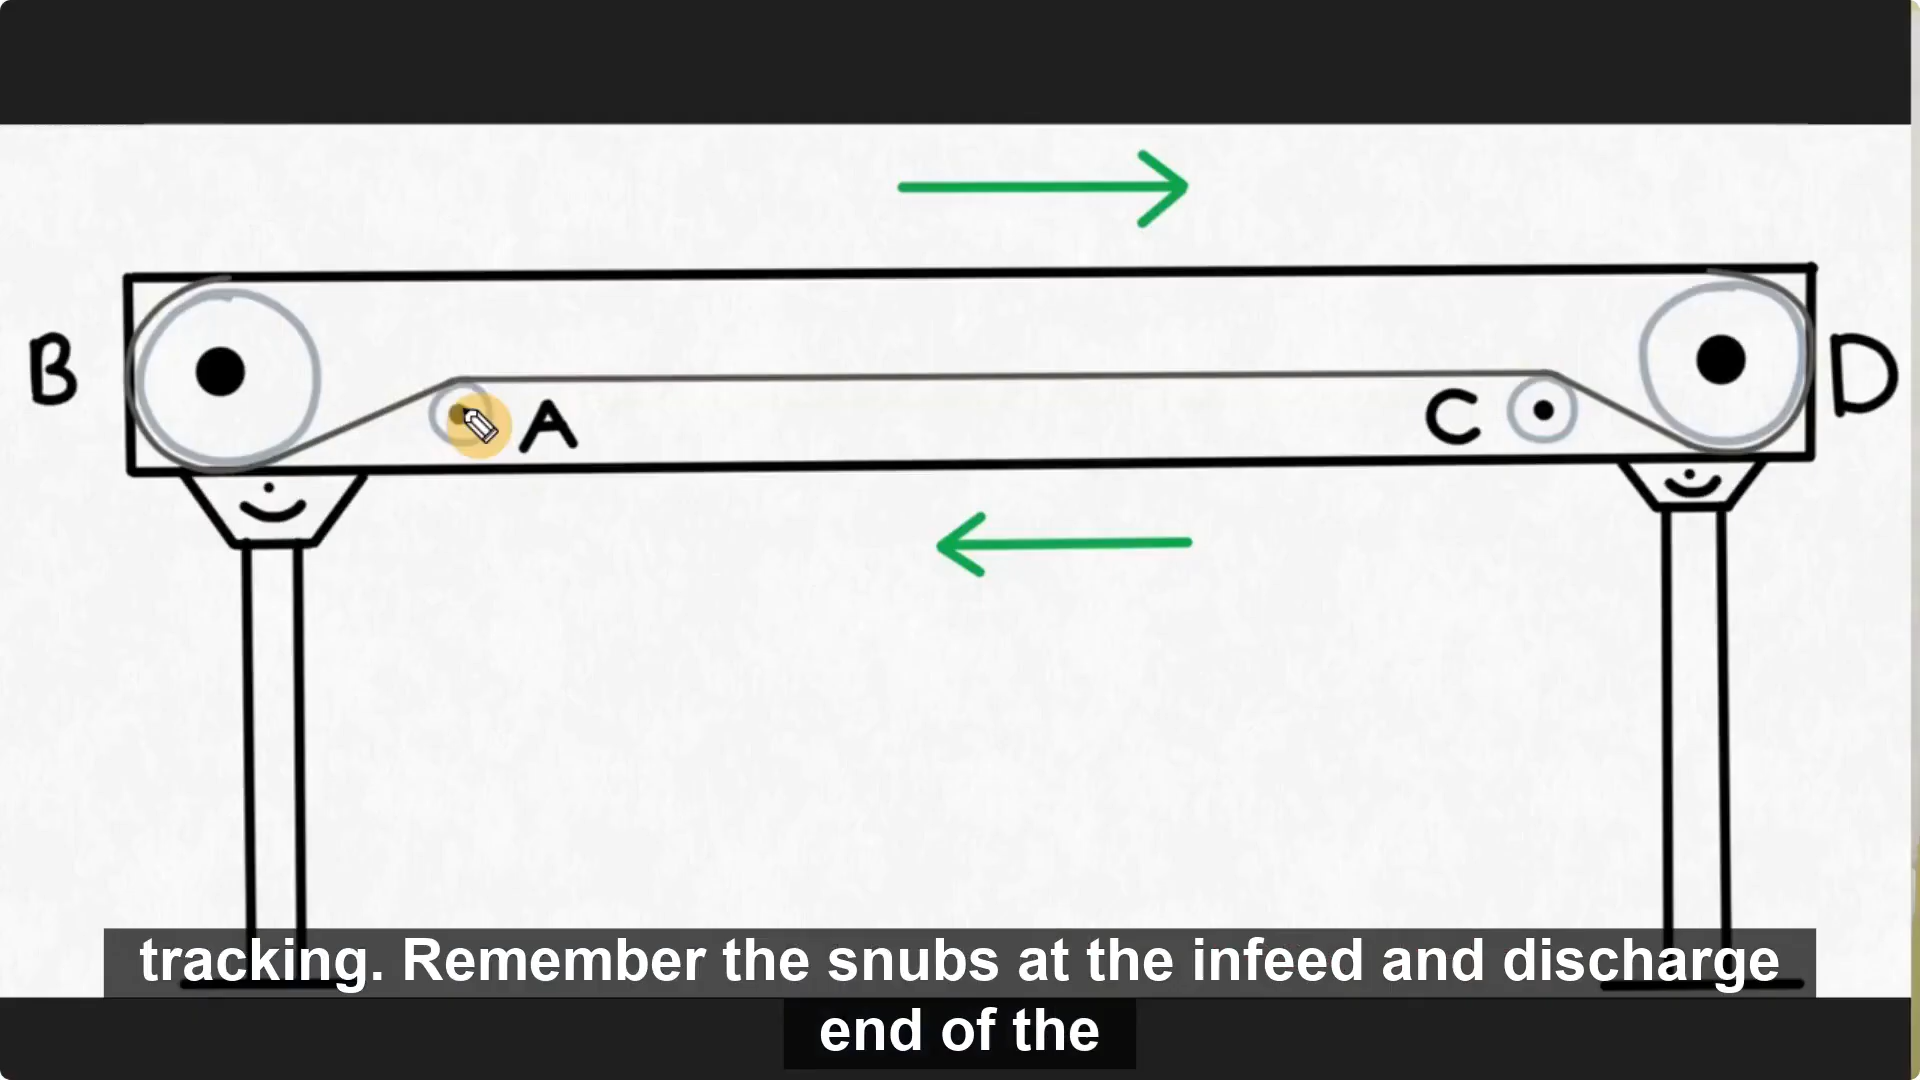 B
A
C
D
tracking. Remember the snubs at the infeed and discharge
end of the